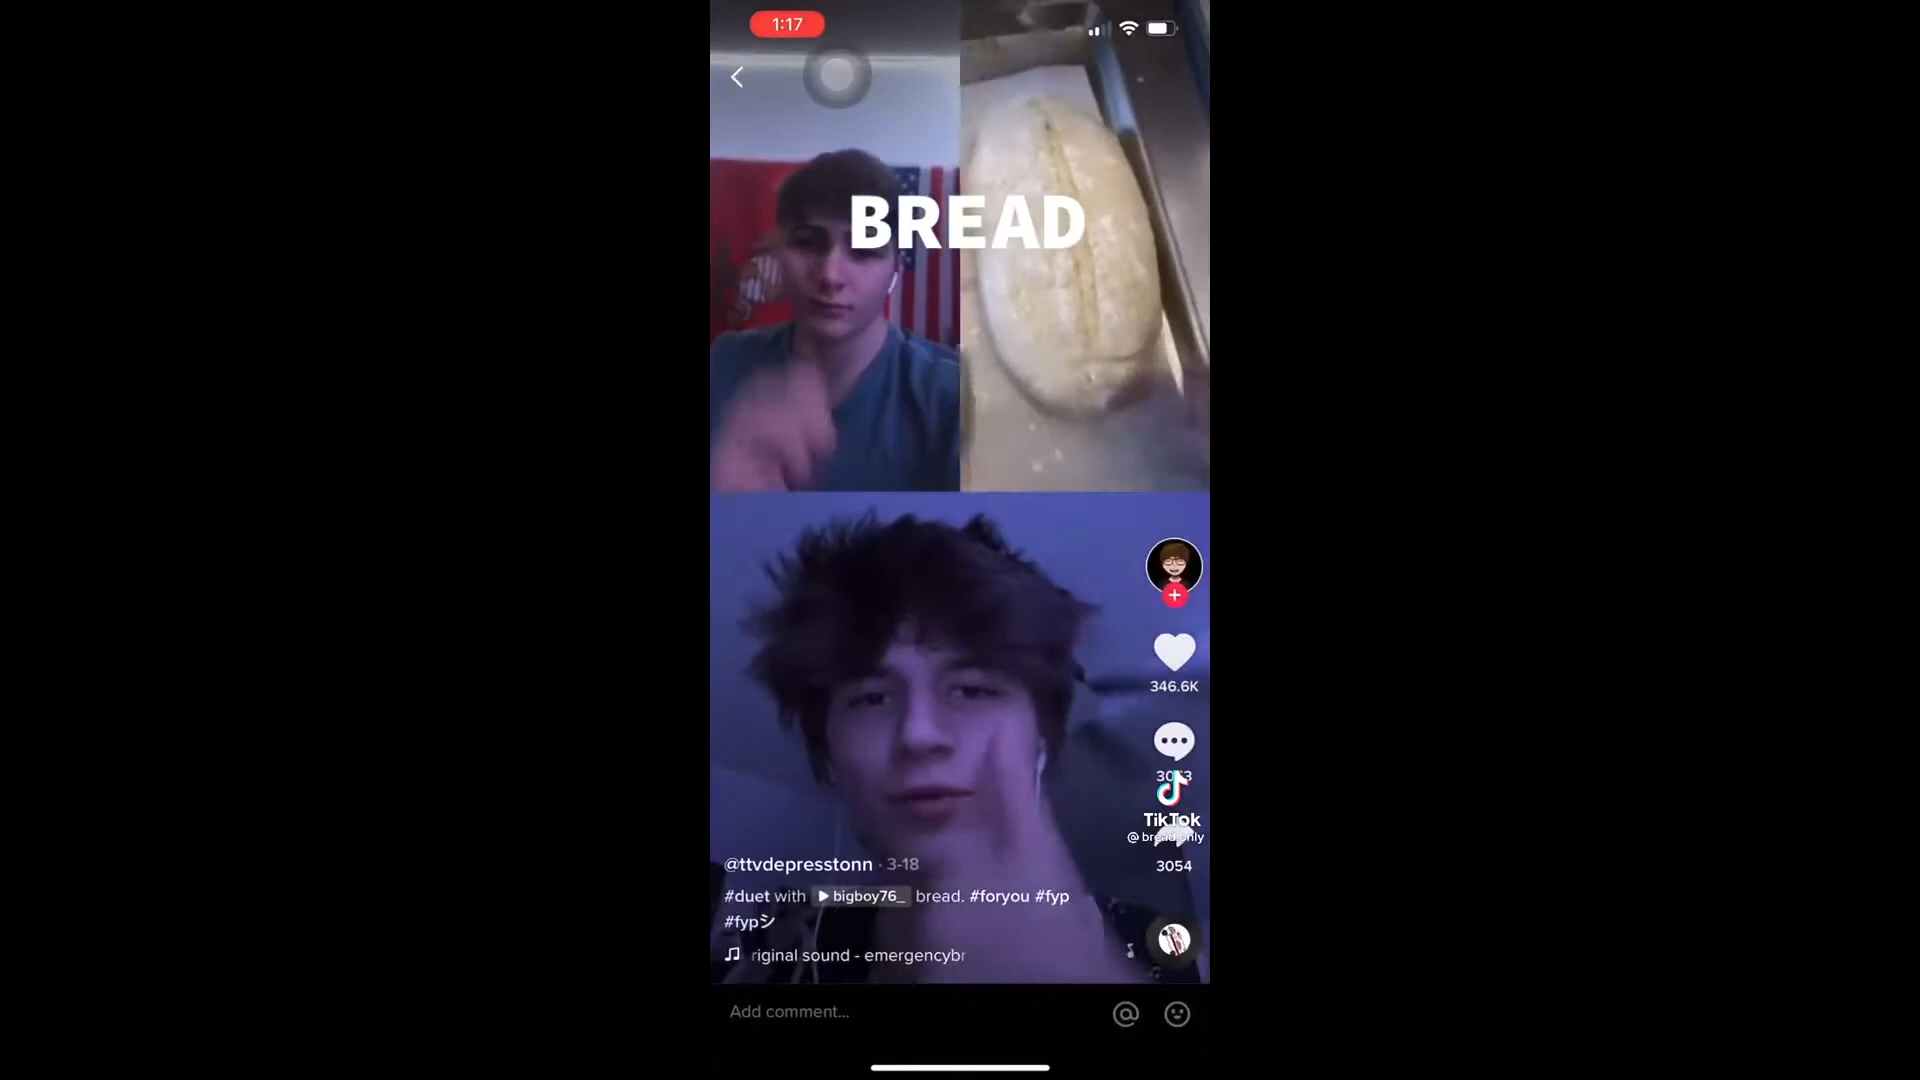 1:17
BREAD
346.6K
TikTok
3054
@ttvdepresstonn · 3-18
#duet with ▶ bigboy76_ bread. #foryou #fyp
#fypシ
riginal sound - emergencybr
Add comment...